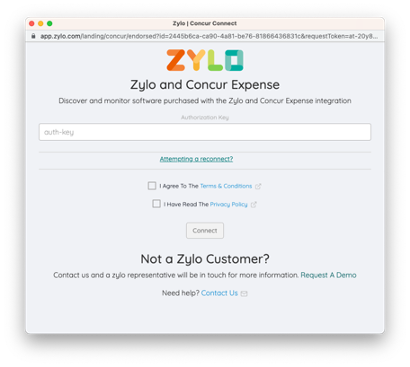 Zylo | Concur Connect
app.zylo.com/landing/concur/endorsed?id=2445b6ca-ca90-4a81-be76-81866436831c&requestToken=at-20y8...
ZYLO
Zylo and Concur Expense
Discover and monitor software purchased with the Zylo and Concur Expense integration
Authorization Key
auth-key
Attempting a reconnect?
I Agree To The Terms & Conditions
I Have Read The Privacy Policy
Connect
Not a Zylo Customer?
Contact us and a zylo representative will be in touch for more information. Request A Demo
Need help? Contact Us